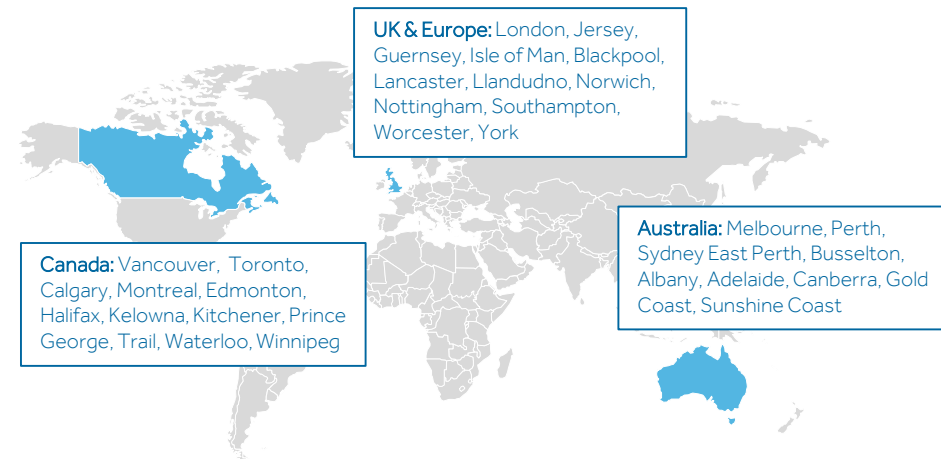 UK & Europe: London, Jersey,
Guernsey, Isle of Man, Blackpool,
Lancaster, Llandudno, Norwich,
Nottingham, Southampton,
Worcester, York
Australia: Melbourne, Perth,
Sydney East Perth, Busselton,
Albany, Adelaide, Canberra, Gold
Coast, Sunshine Coast
Canada: Vancouver, Toronto,
Calgary, Montreal, Edmonton,
Halifax, Kelowna, Kitchener, Prince
George, Trail, Waterloo, Winnipeg